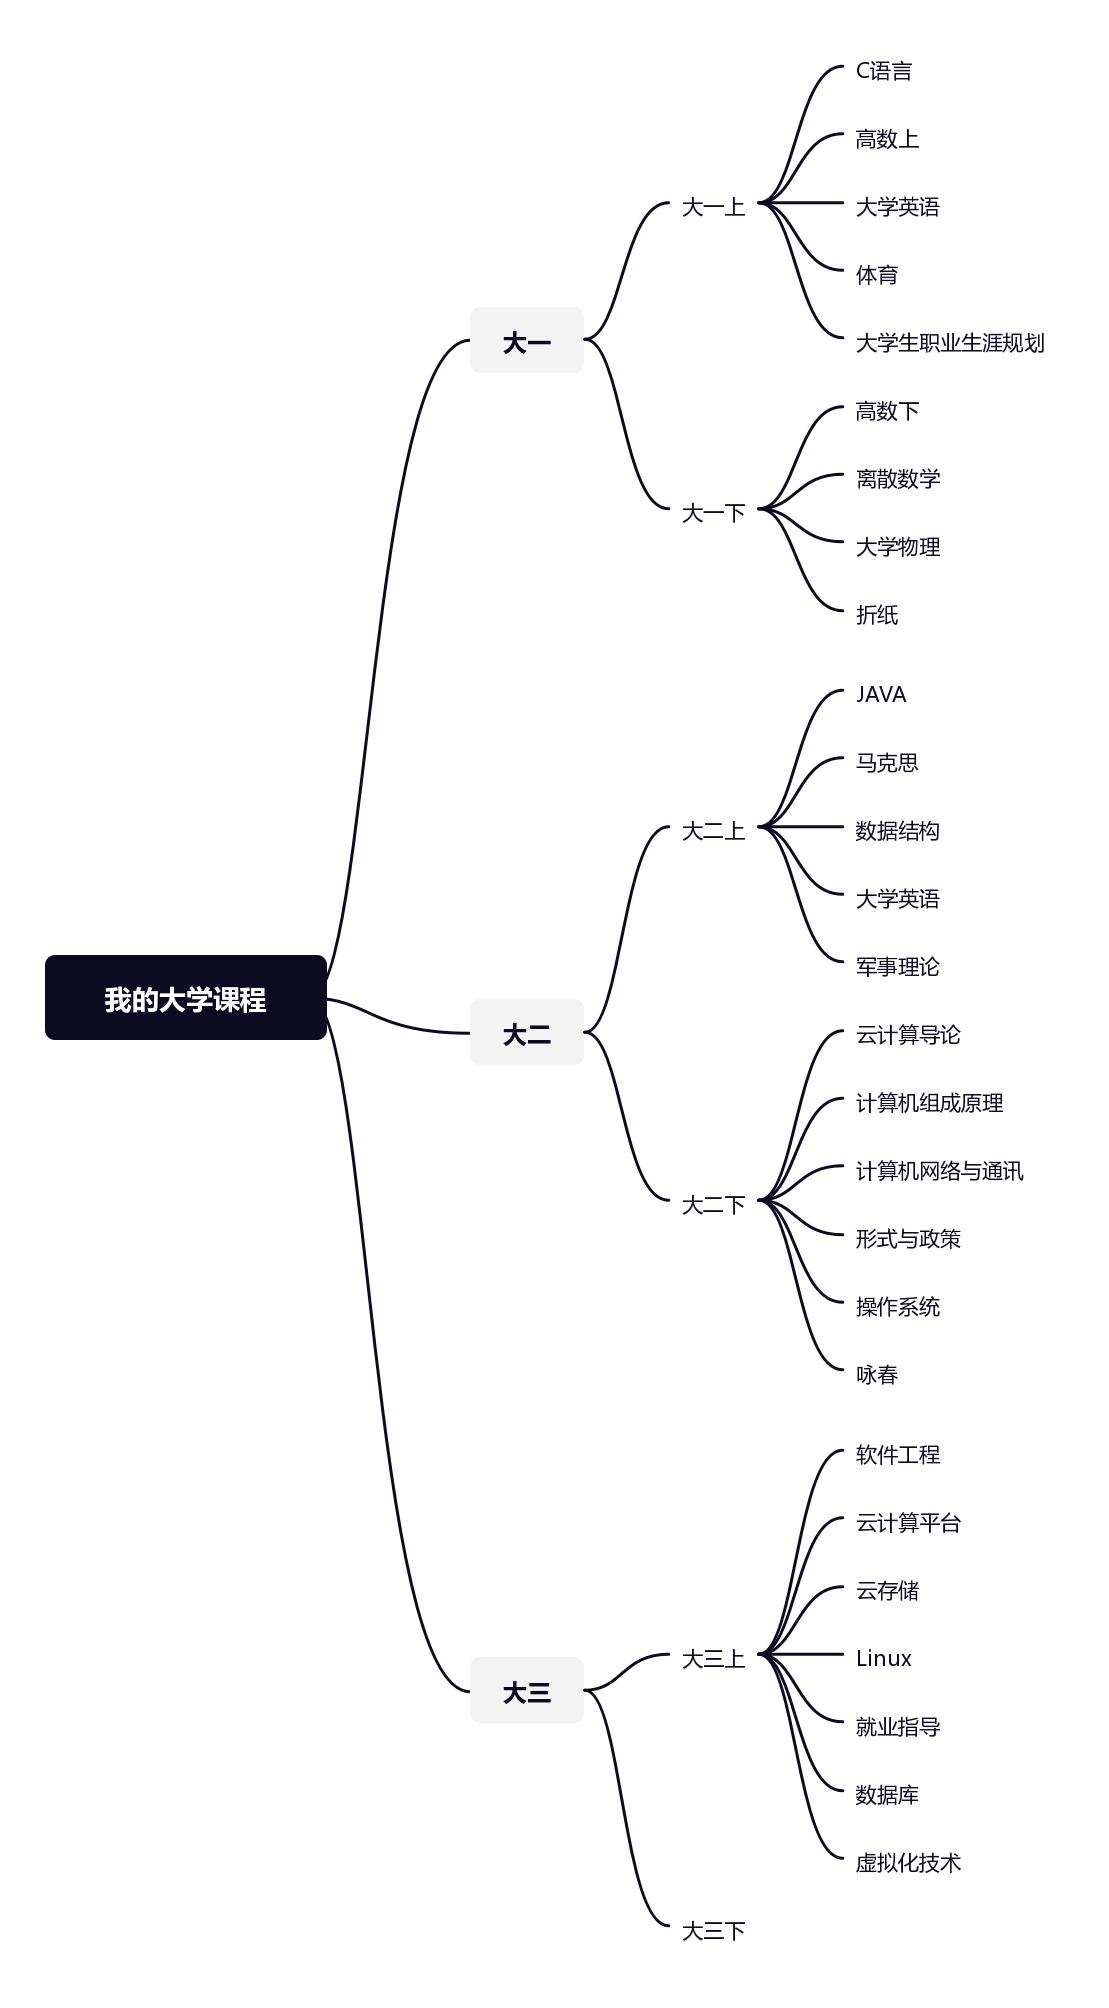 我的大学课程
大一
大一上
C语言
高数上
大学英语
体育
大学生职业生涯规划
大一下
高数下
离散数学
大学物理
折纸
大二
大二上
JAVA
马克思
数据结构
大学英语
军事理论
大二下
云计算导论
计算机组成原理
计算机网络与通讯
形式与政策
操作系统
咏春
大三
大三上
软件工程
云计算平台
云存储
Linux
就业指导
数据库
虚拟化技术
大三下